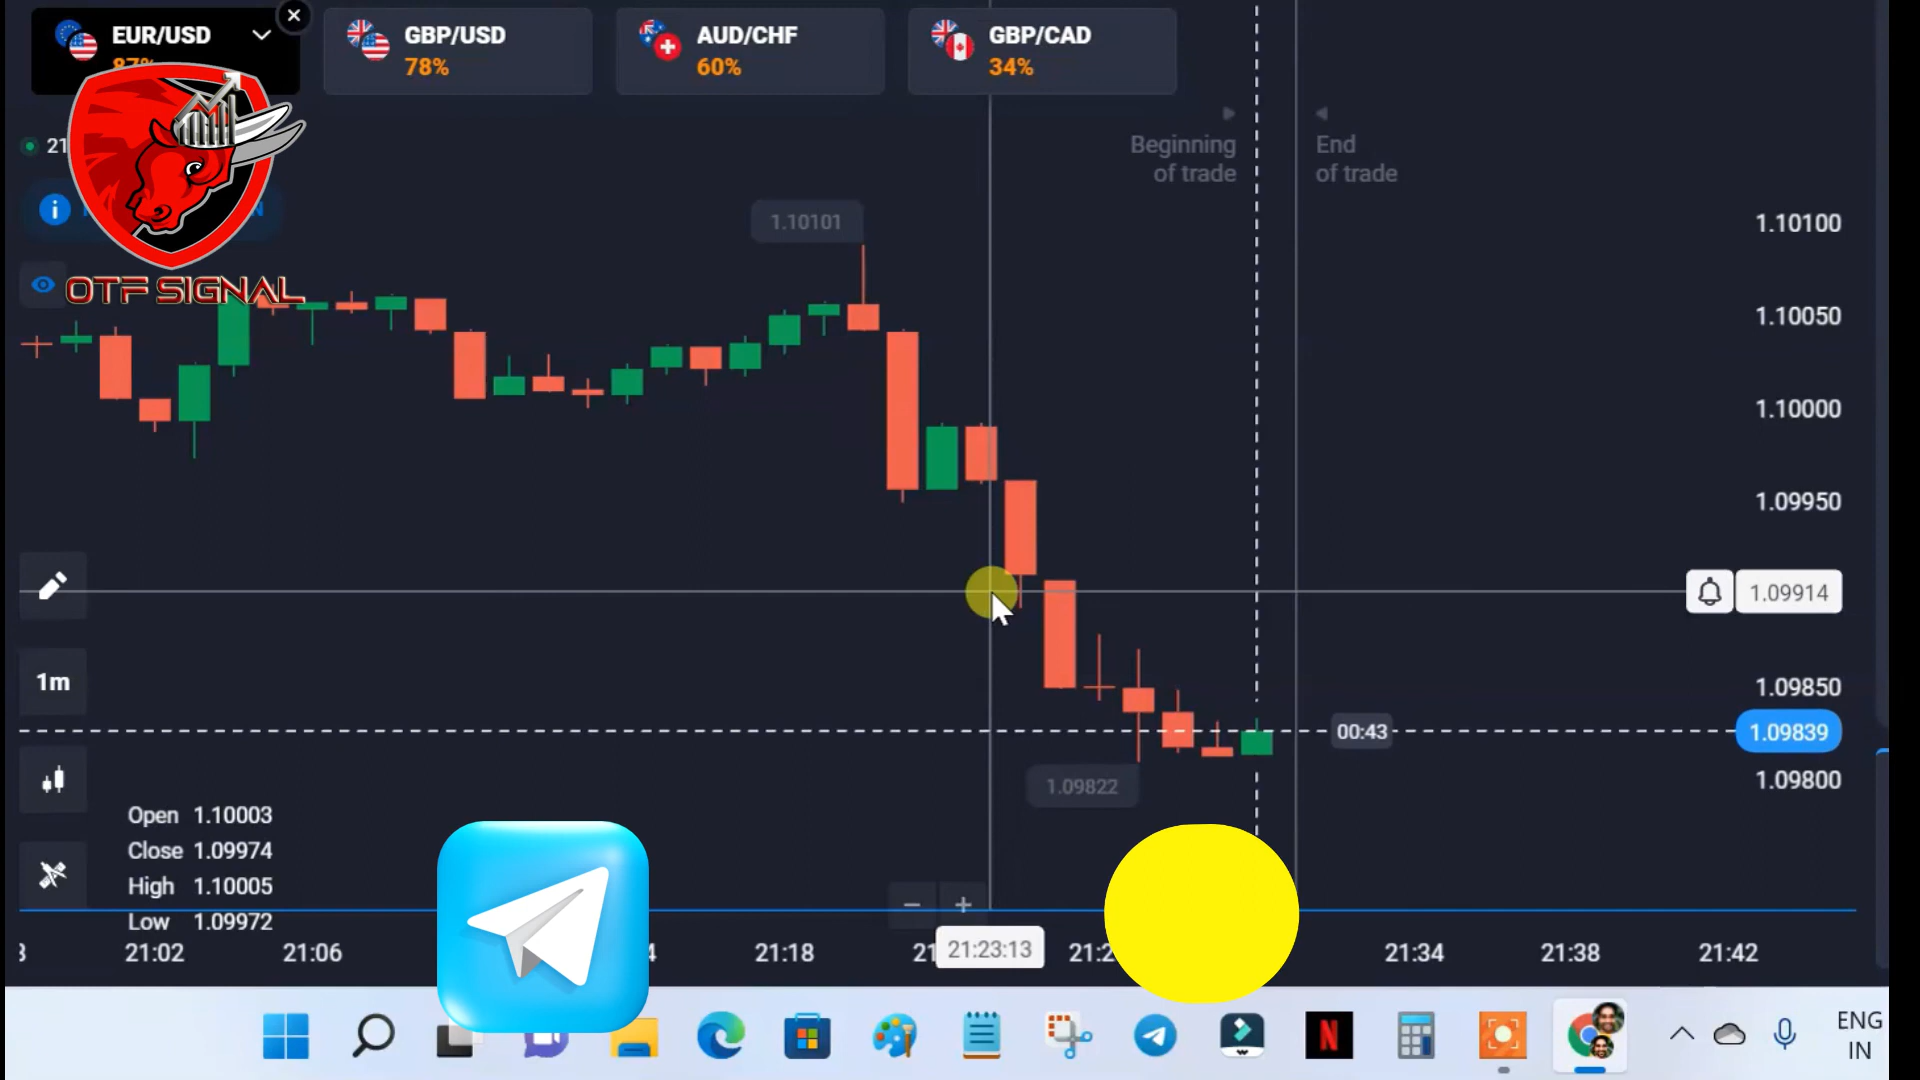 EUR/USD
87%
GBP/USD
78%
AUD/CHF
60%
GBP/CAD
34%
Beginning
of trade
End
of trade
21
i
N
OTF SIGNAL
1.10101
1.10100
1.10050
1.10000
1.09950
1.09914
1.09850
1m
00:43
1.09839
1.09822
1.09800
Open 1.10003
Close 1.09974
High 1.10005
Low 1.09972
21:02
21:06
21:18
21:23:13
21:34
21:38
21:42
N
ENG
IN